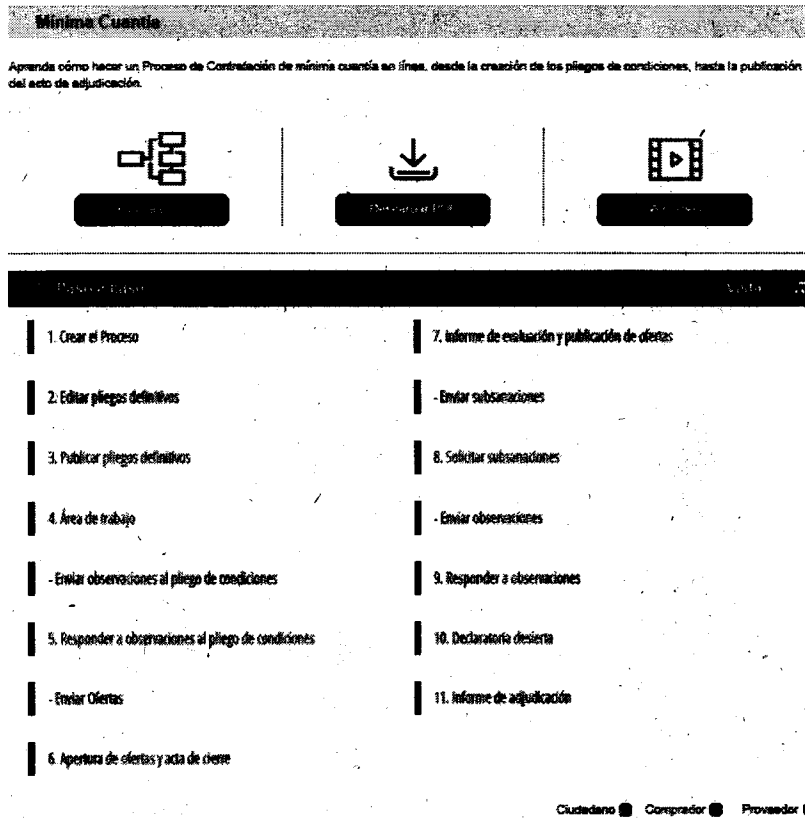 Mínima Cuantía
Aprenda cómo hacer un Proceso de Contratación de mínima cuantía en línea, desde la creación de los pliegos de condiciones, hasta la publicación
del acto de adjudicación.
Descargar PDF
Paso a paso
1. Crear el Proceso
2. Editar pliegos definitivos
3. Publicar pliegos definitivos
4. Área de trabajo
- Enviar observaciones al pliego de condiciones
5. Responder a observaciones al pliego de condiciones
- Enviar Ofertas
6. Apertura de ofertas y acta de cierre
7. Informe de evaluación y publicación de ofertas
- Enviar subsanaciones
8. Solicitar subsanaciones
- Enviar observaciones
9. Responder a observaciones
10. Declaratoria desierta
11. Informe de adjudicación
Ciudadano Comprador Proveedor